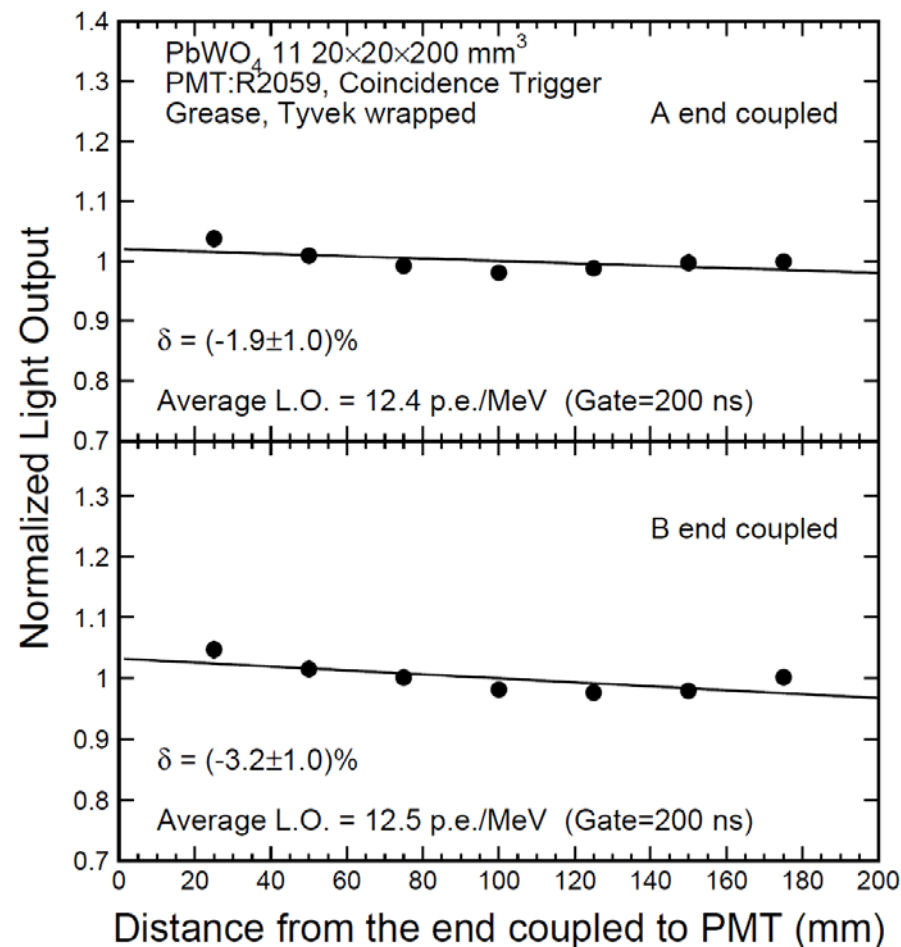 Normalized Light Output
1.4
1.3
1.2
1.1
1
0.9
0.8
0.7
PbWO₄ 11 20×20×200 mm³
PMT:R2059, Coincidence Trigger
Grease, Tyvek wrapped
A end coupled
δ = (-1.9±1.0)%
Average L.O. = 12.4 p.e./MeV (Gate=200 ns)
1.3
1.2
1.1
1
0.9
0.8
0.7
B end coupled
δ = (-3.2±1.0)%
Average L.O. = 12.5 p.e./MeV (Gate=200 ns)
0 20 40 60 80 100 120 140 160 180 200
Distance from the end coupled to PMT (mm)